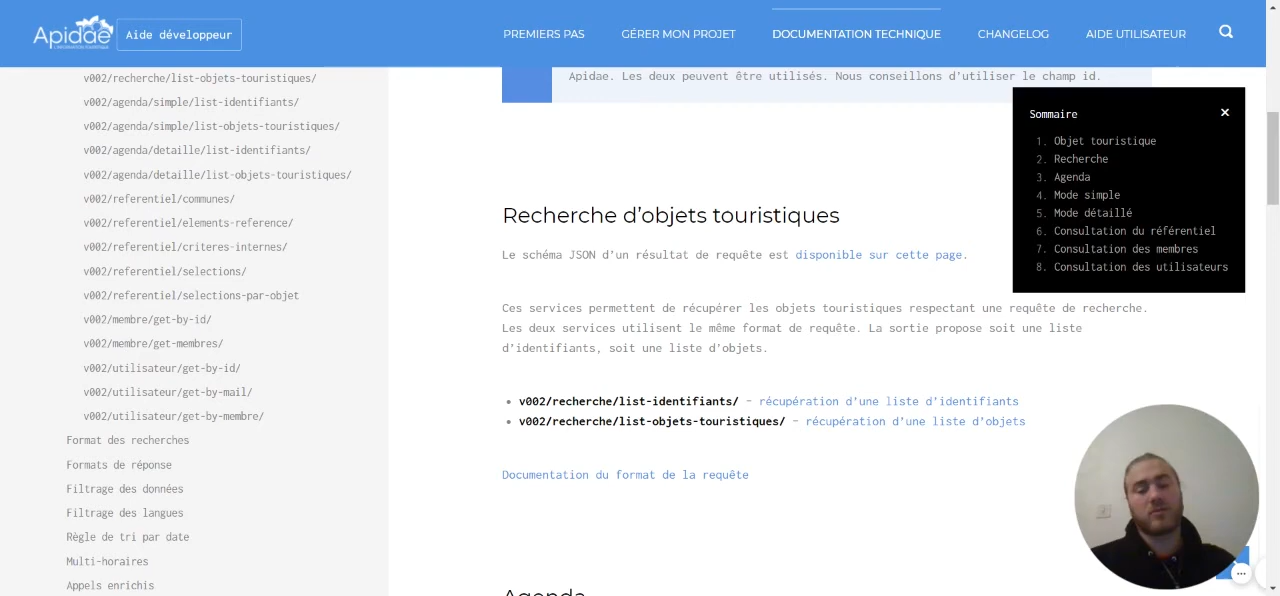 Apidae
L'INFORMATION TOURISTIQUE
Aide développeur
PREMIERS PAS
GÉRER MON PROJET
DOCUMENTATION TECHNIQUE
CHANGELOG
AIDE UTILISATEUR
v002/recherche/list-objets-touristiques/
v002/agenda/simple/list-identifiants/
v002/agenda/simple/list-objets-touristiques/
v002/agenda/detaille/list-identifiants/
v002/agenda/detaille/list-objets-touristiques/
v002/referentiel/communes/
v002/referentiel/elements-reference/
v002/referentiel/criteres-internes/
v002/referentiel/selections/
v002/referentiel/selections-par-objet
v002/membre/get-by-id/
v002/membre/get-membres/
v002/utilisateur/get-by-id/
v002/utilisateur/get-by-mail/
v002/utilisateur/get-by-membre/
Format des recherches
Formats de réponse
Filtrage des données
Filtrage des langues
Règle de tri par date
Multi-horaires
Appels enrichis
Apidae. Les deux peuvent être utilisés. Nous conseillons d'utiliser le champ id.
Recherche d'objets touristiques
Le schéma JSON d'un résultat de requête est disponible sur cette page.
Ces services permettent de récupérer les objets touristiques respectant une requête de recherche.
Les deux services utilisent le même format de requête. La sortie propose soit une liste
d'identifiants, soit une liste d'objets.
• v002/recherche/list-identifiants/ – récupération d'une liste d'identifiants
• v002/recherche/list-objets-touristiques/ – récupération d'une liste d'objets
Documentation du format de la requête
Agenda
Sommaire ×
1. Objet touristique
2. Recherche
3. Agenda
4. Mode simple
5. Mode détaillé
6. Consultation du référentiel
7. Consultation des membres
8. Consultation des utilisateurs